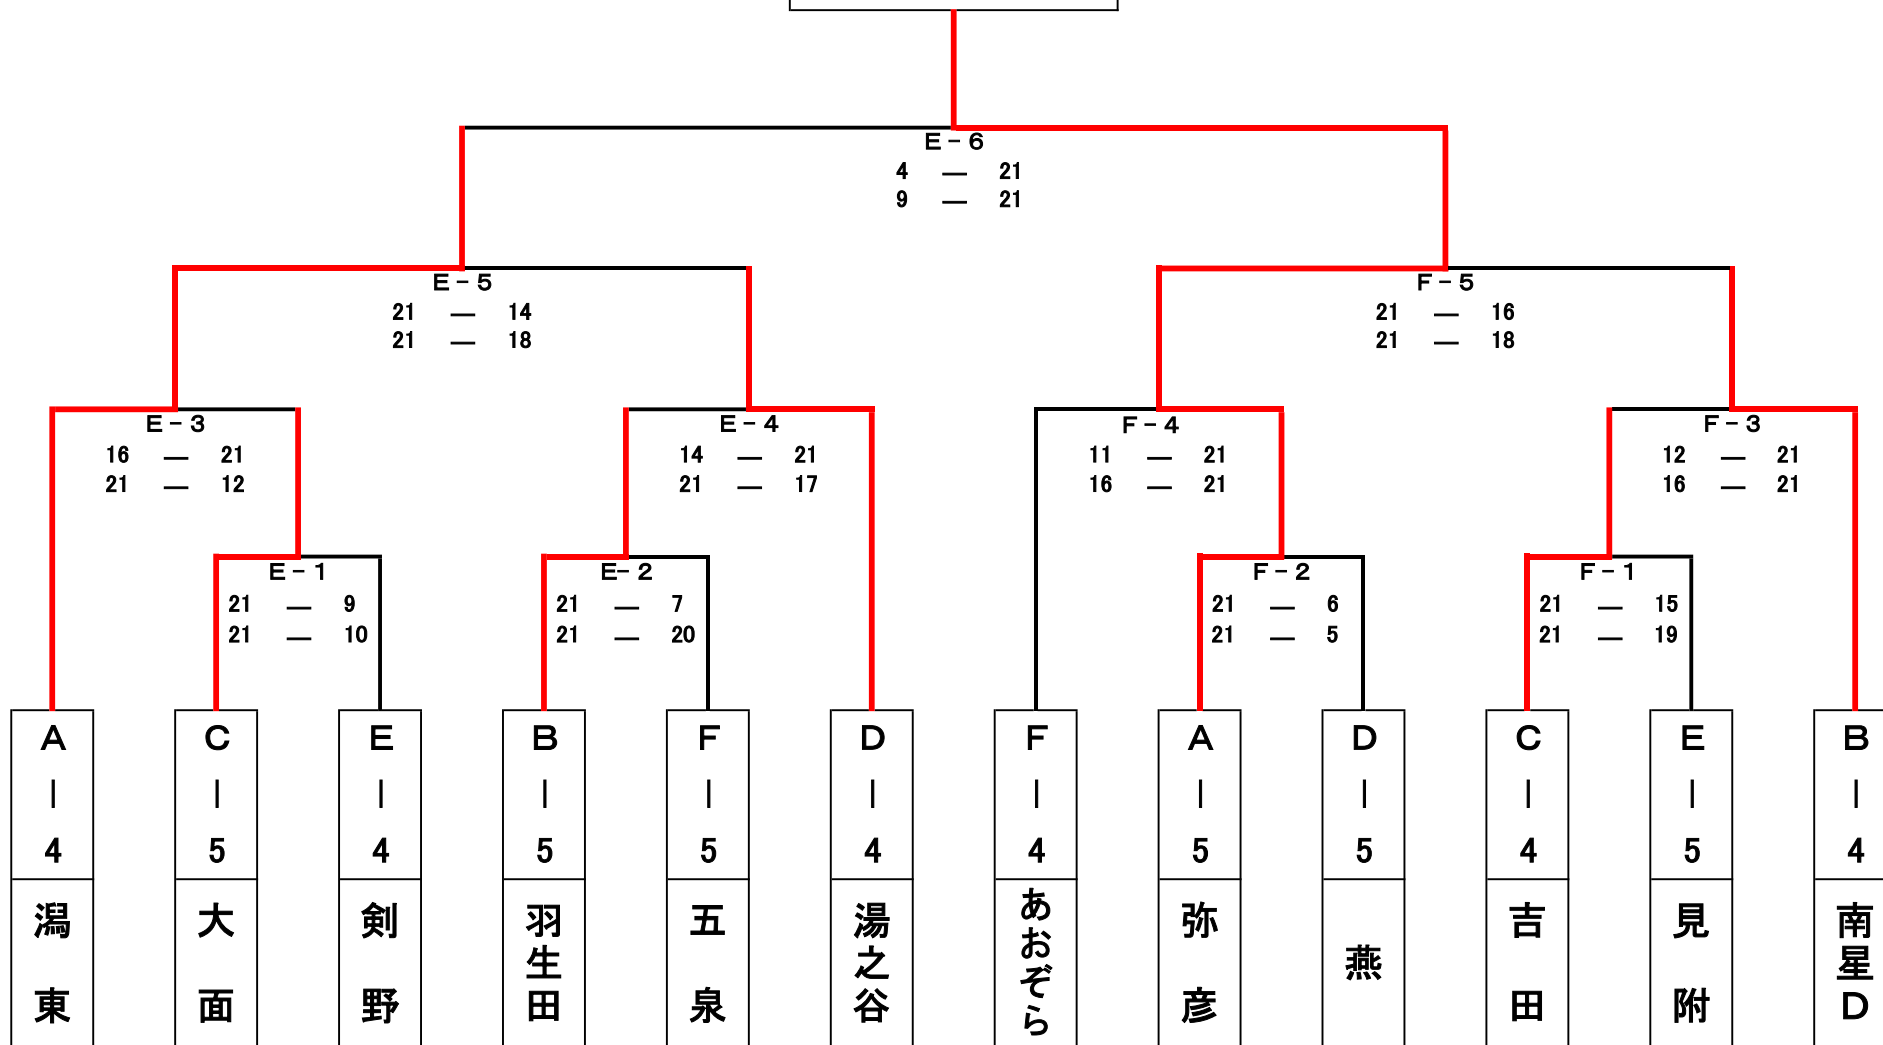 E-6
4 — 21
9 — 21
E-5
21 — 14
21 — 18
F-5
21 — 16
21 — 18
E-3
16 — 21
21 — 12
E-4
14 — 21
21 — 17
F-4
11 — 21
16 — 21
F-3
12 — 21
16 — 21
E-1
21 — 9
21 — 10
E-2
21 — 7
21 — 20
F-2
21 — 6
21 — 5
F-1
21 — 15
21 — 19
A|4
潟東
C|5
大面
E|4
剣野
B|5
羽生田
F|5
五泉
D|4
湯之谷
F|4
あおぞら
A|5
弥彦
D|5
燕
C|4
吉田
E|5
見附
B|4
南星D